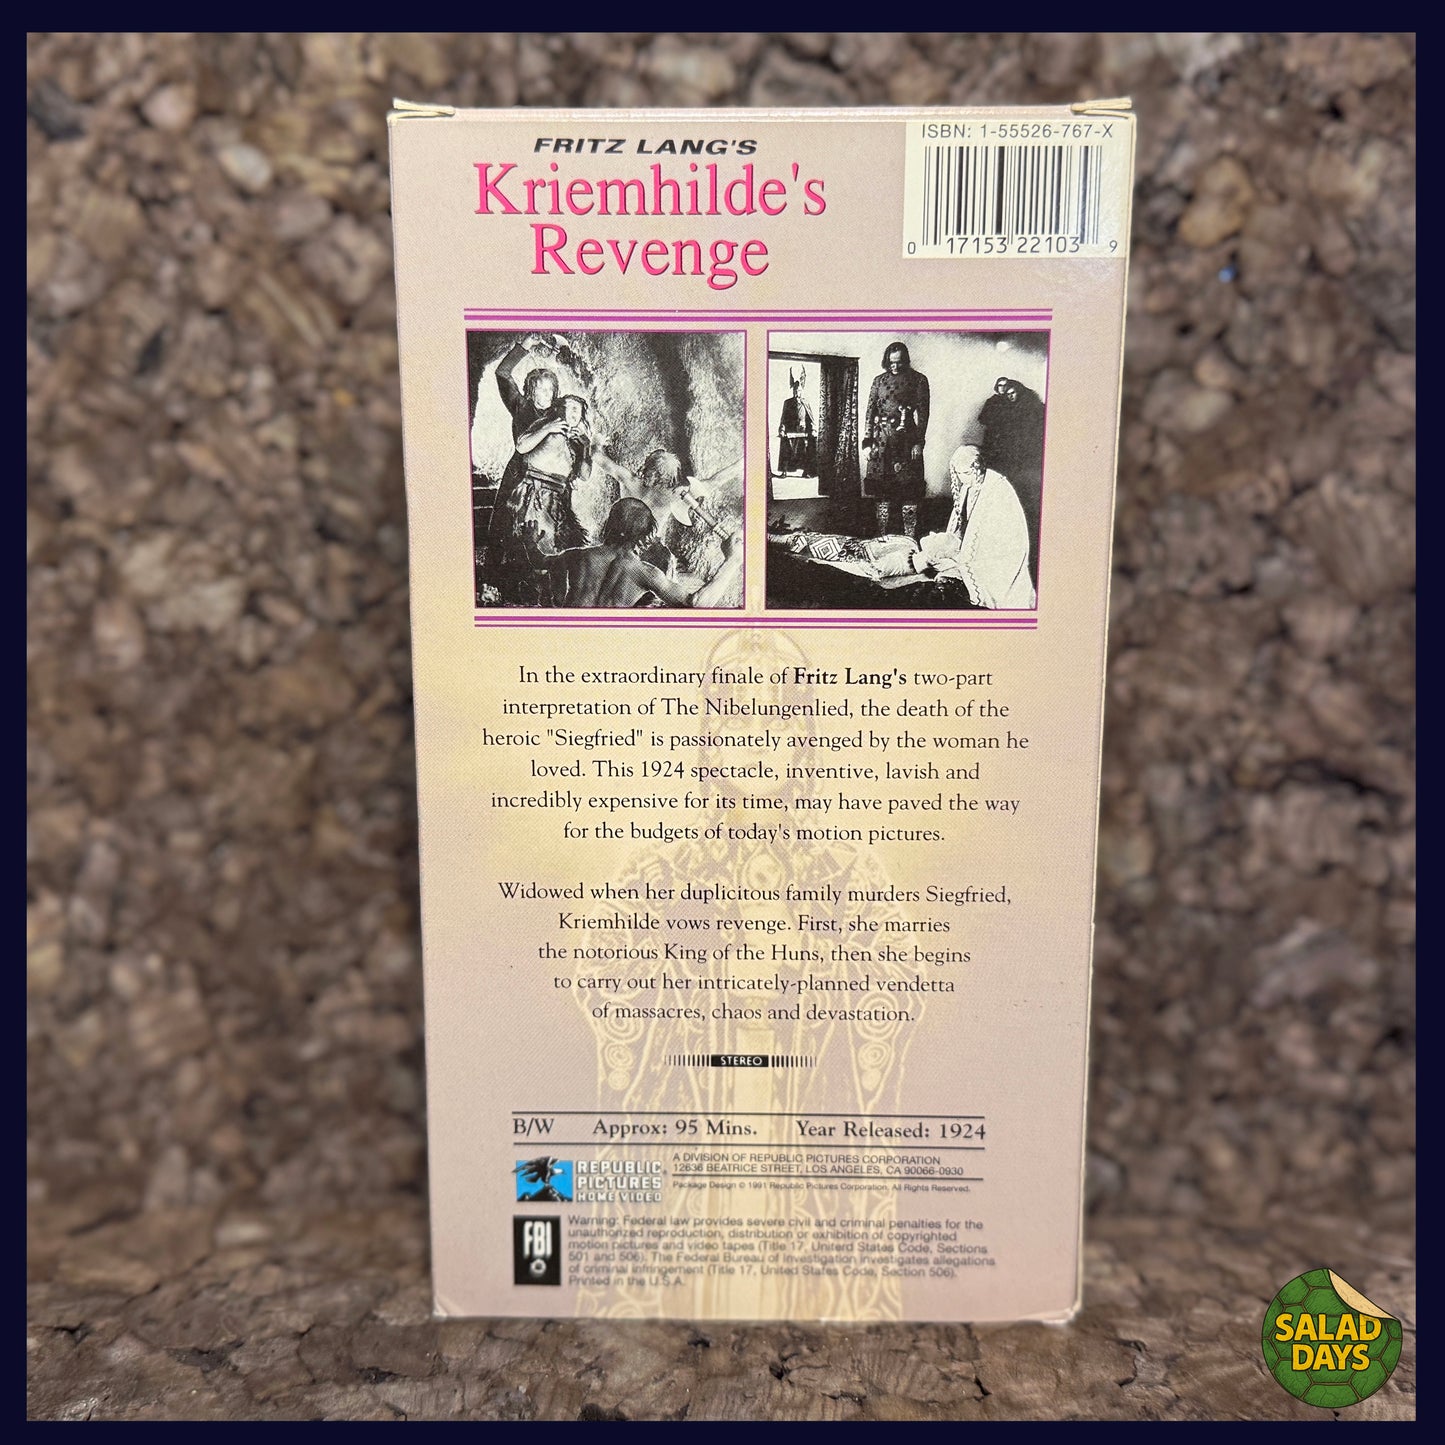 FRITZ LANG'S
Kriemhilde's
Revenge
ISBN: 1-55526-767-X
0 17153 22103 9
In the extraordinary finale of Fritz Lang's two-part
interpretation of The Nibelungenlied, the death of the
heroic "Siegfried" is passionately avenged by the woman he
loved. This 1924 spectacle, inventive, lavish and
incredibly expensive for its time, may have paved the way
for the budgets of today's motion pictures.
Widowed when her duplicitous family murders Siegfried,
Kriemhilde vows revenge. First, she marries
the notorious King of the Huns, then she begins
to carry out her intricately-planned vendetta
of massacres, chaos and devastation.
STEREO
B/W Approx: 95 Mins. Year Released: 1924
REPUBLIC
PICTURES
HOME VIDEO
A DIVISION OF REPUBLIC PICTURES CORPORATION
12636 BEATRICE STREET, LOS ANGELES, CA 90066-0930
Package Design © 1991 Republic Pictures Corporation. All Rights Reserved.
FBI
Warning: Federal law provides severe civil and criminal penalties for the
unauthorized reproduction, distribution or exhibition of copyrighted
motion pictures and video tapes (Title 17, United States Code, Sections
501 and 506). The Federal Bureau of Investigation investigates allegations
of criminal infringement (Title 17, United States Code, Section 506).
Printed in the U.S.A.
SALAD
DAYS